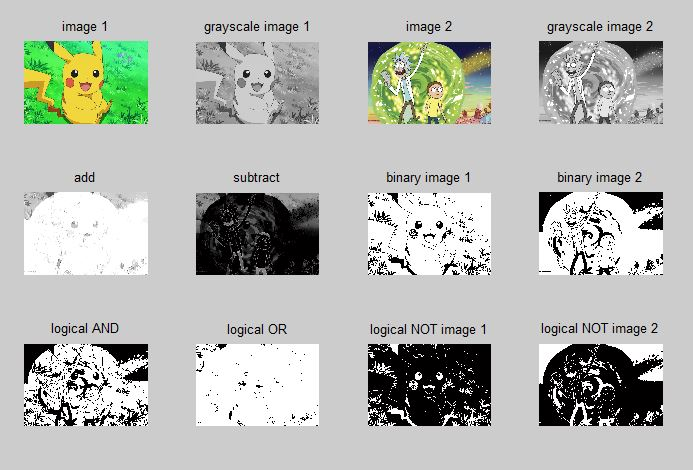 image 1
grayscale image 1
image 2
grayscale image 2
add
subtract
binary image 1
binary image 2
logical AND
logical OR
logical NOT image 1
logical NOT image 2